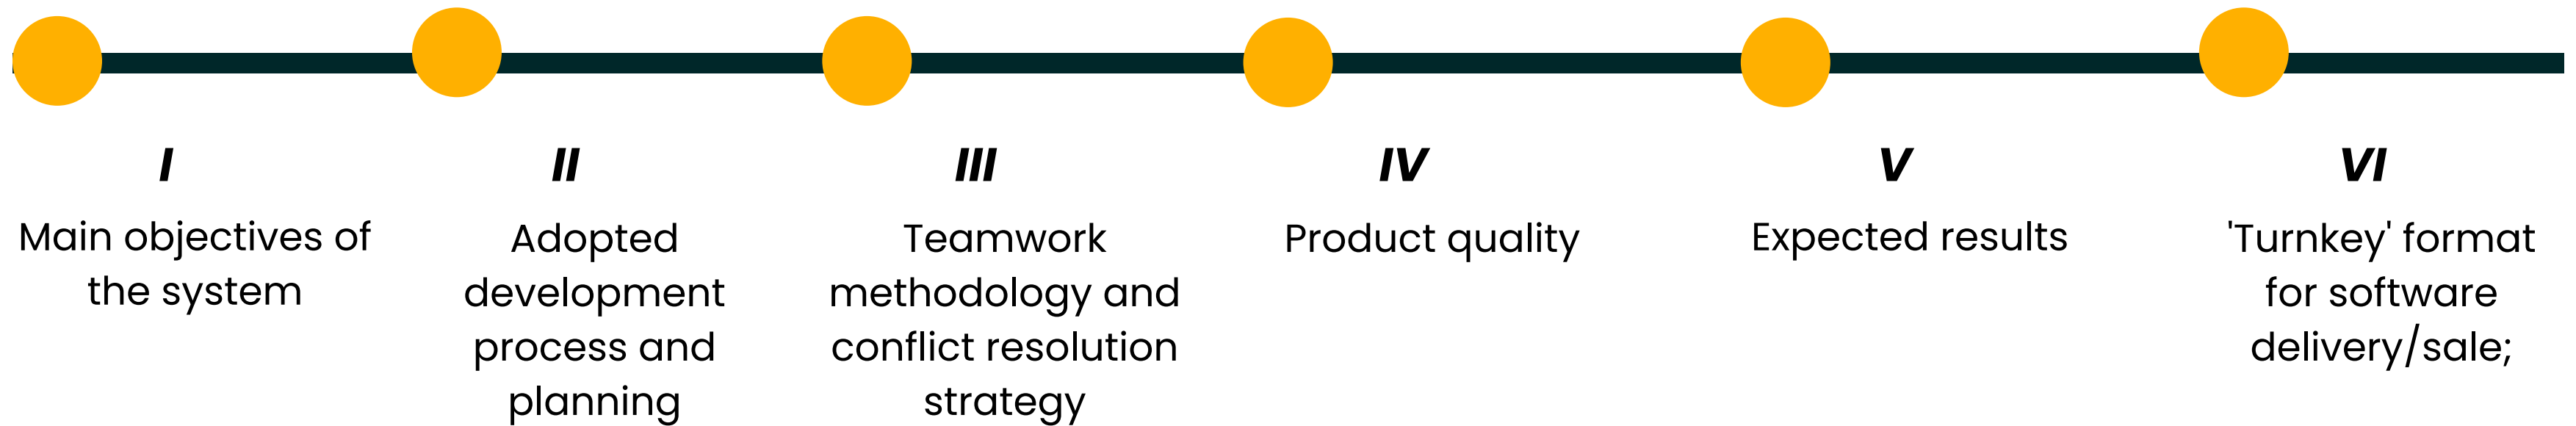 I
Main objectives of
the system
II
Adopted
development
process and
planning
III
Teamwork
methodology and
conflict resolution
strategy
IV
Product quality
V
Expected results
VI
'Turnkey' format
for software
delivery/sale;